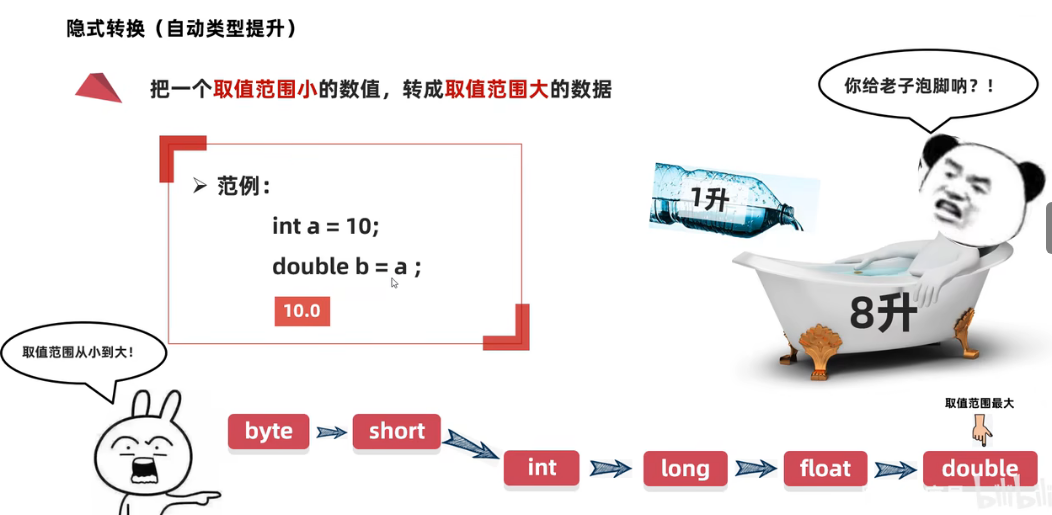 隐式转换（自动类型提升）
把一个取值范围小的数值，转成取值范围大的数据
你给老子泡脚呐？！
➢ 范例：
int a = 10;
double b = a ;
10.0
1升
8升
取值范围从小到大！
取值范围最大
byte
short
int
long
float
double
bilibili